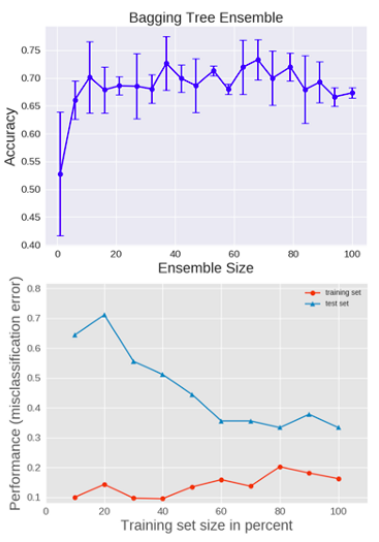 Bagging Tree Ensemble
Accuracy
0.75
0.70
0.65
0.60
0.55
0.50
0.45
0.40
0 20 40 60 80 100
Ensemble Size
Performance (misclassification error)
0.8
0.7
0.6
0.5
0.4
0.3
0.2
0.1
training set
test set
0 20 40 60 80 100
Training set size in percent